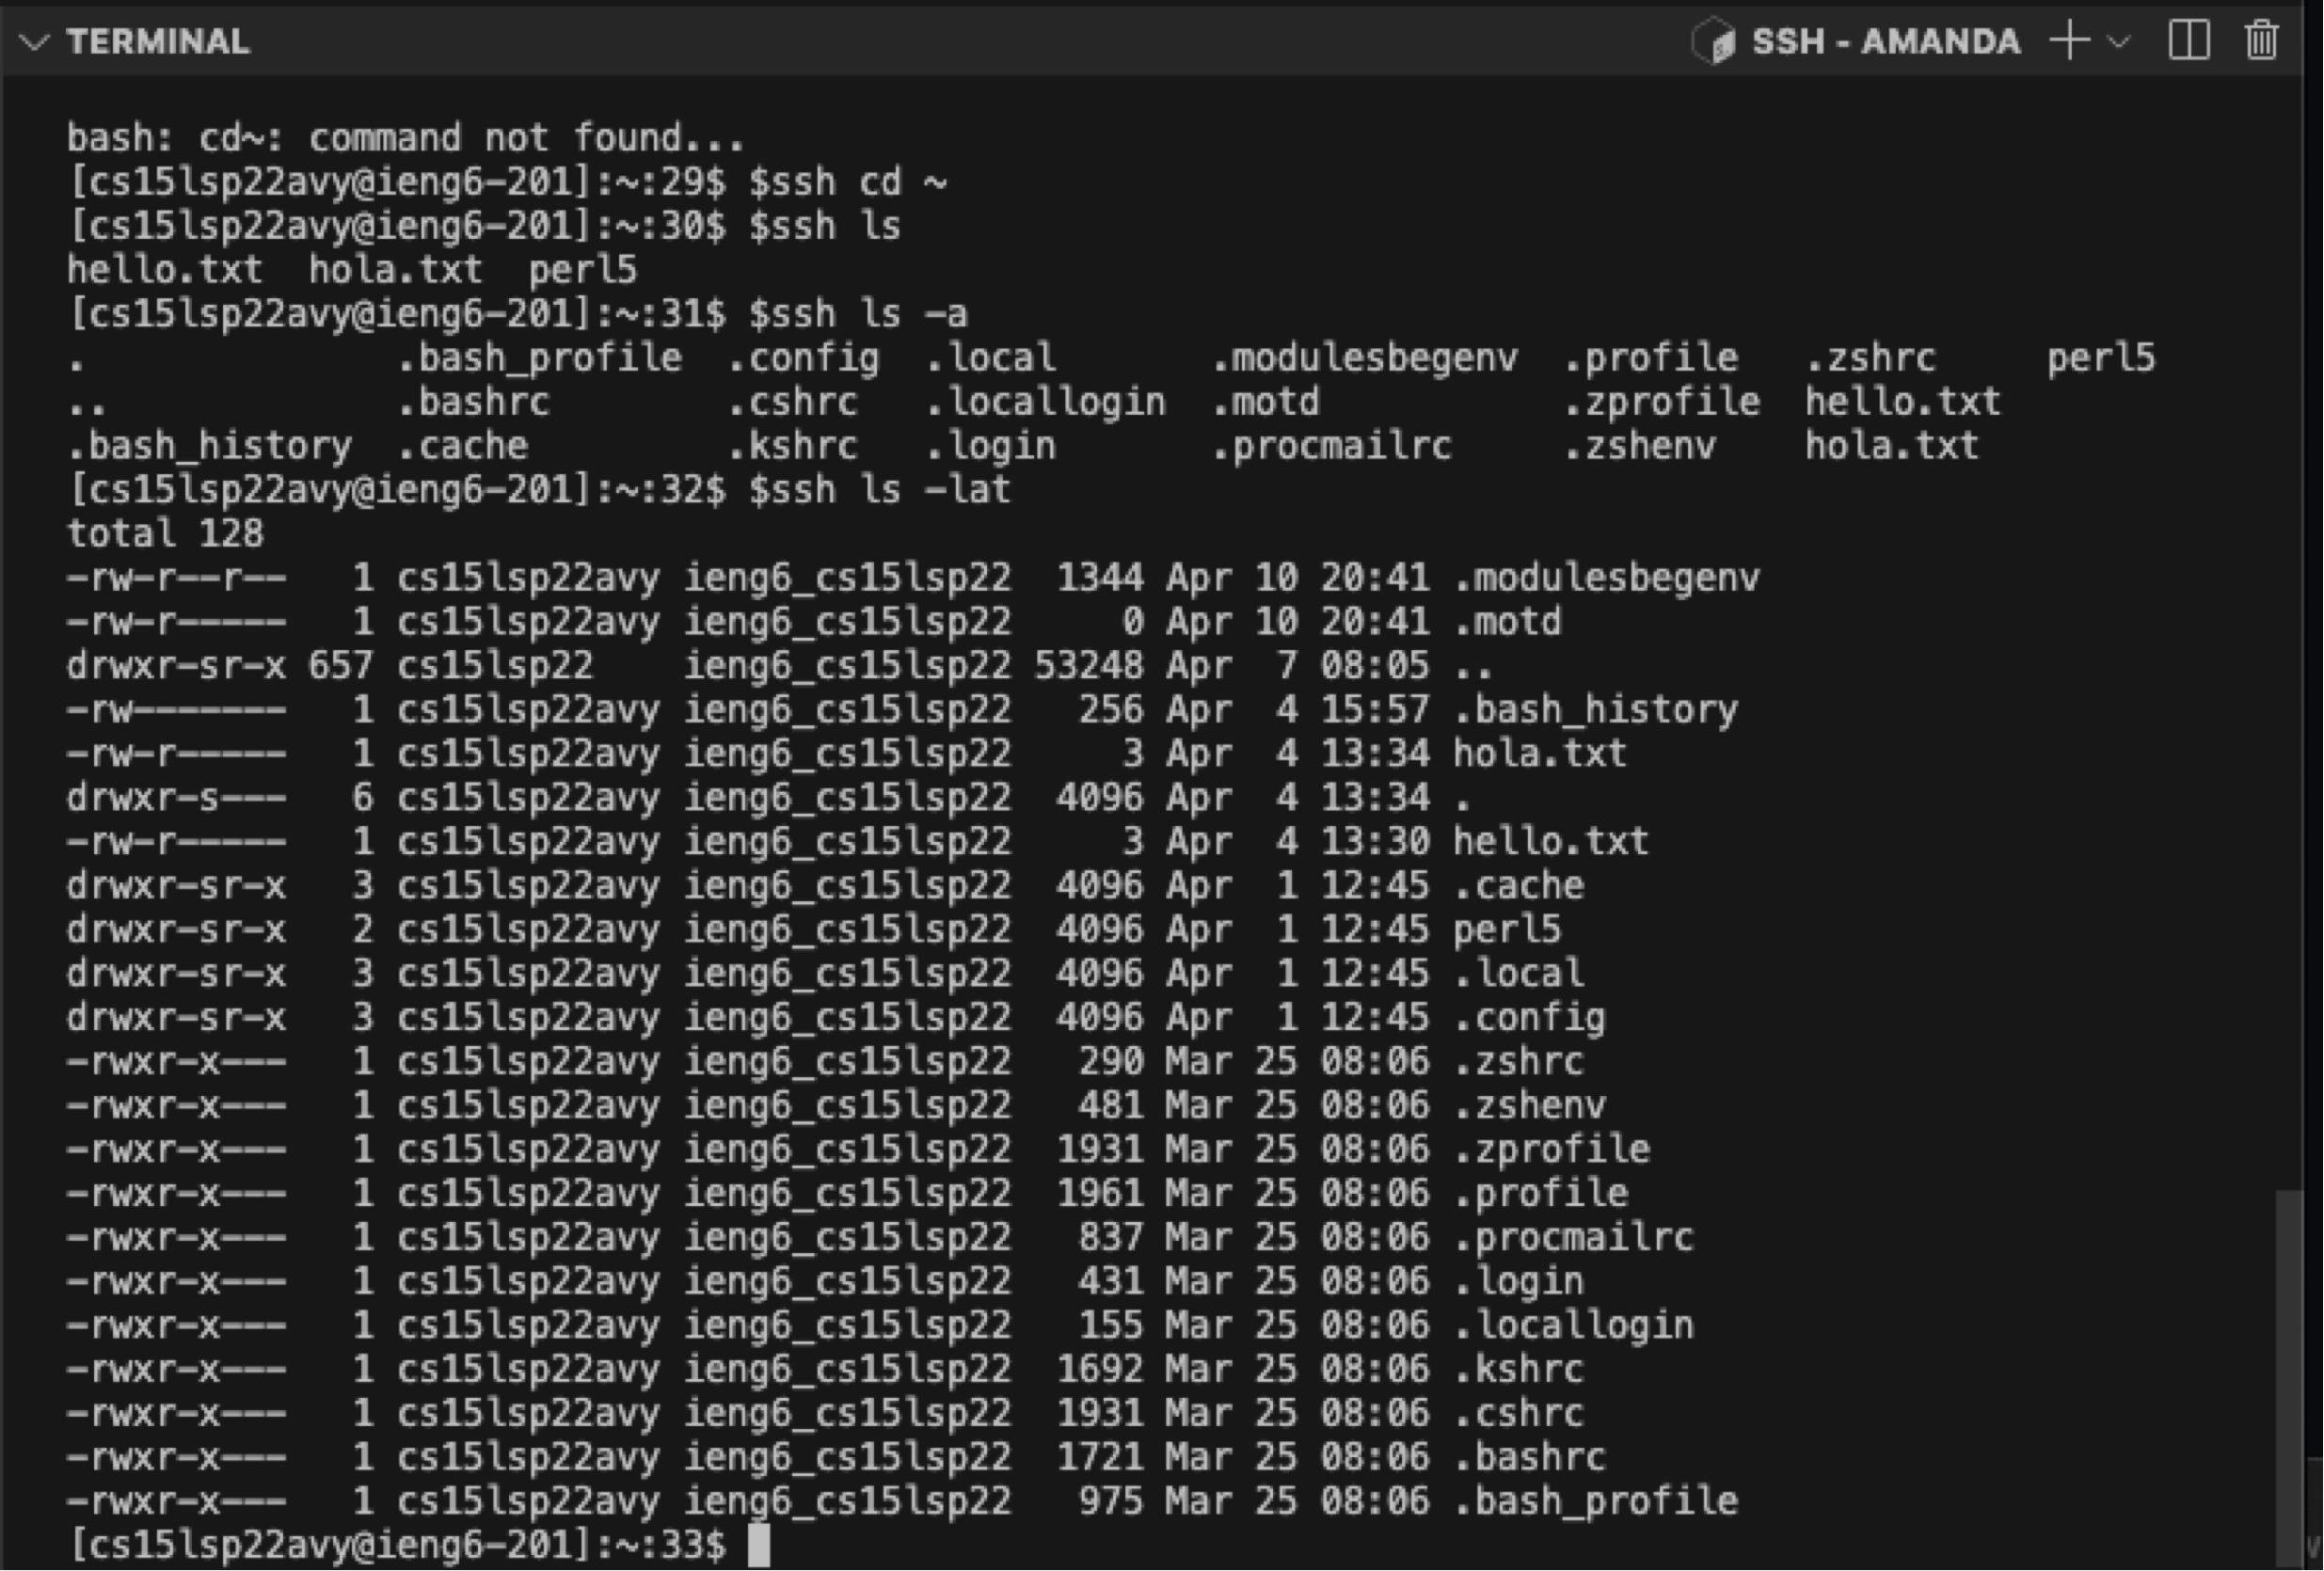 TERMINAL SSH - AMANDA
bash: cd~: command not found...
[cs15lsp22avy@ieng6-201]:~:29$ $ssh cd ~
[cs15lsp22avy@ieng6-201]:~:30$ $ssh ls
hello.txt  hola.txt  perl5
[cs15lsp22avy@ieng6-201]:~:31$ $ssh ls -a
.              .bash_profile  .config  .local       .modulesbegenv  .profile   .zshrc     perl5
..             .bashrc        .cshrc   .locallogin  .motd           .zprofile  hello.txt
.bash_history  .cache         .kshrc   .login       .procmailrc     .zshenv    hola.txt
[cs15lsp22avy@ieng6-201]:~:32$ $ssh ls -lat
total 128
-rw-r--r--   1 cs15lsp22avy ieng6_cs15lsp22  1344 Apr 10 20:41 .modulesbegenv
-rw-r-----   1 cs15lsp22avy ieng6_cs15lsp22     0 Apr 10 20:41 .motd
drwxr-sr-x 657 cs15lsp22    ieng6_cs15lsp22 53248 Apr  7 08:05 ..
-rw-------   1 cs15lsp22avy ieng6_cs15lsp22   256 Apr  4 15:57 .bash_history
-rw-r-----   1 cs15lsp22avy ieng6_cs15lsp22     3 Apr  4 13:34 hola.txt
drwxr-s---   6 cs15lsp22avy ieng6_cs15lsp22  4096 Apr  4 13:34 .
-rw-r-----   1 cs15lsp22avy ieng6_cs15lsp22     3 Apr  4 13:30 hello.txt
drwxr-sr-x   3 cs15lsp22avy ieng6_cs15lsp22  4096 Apr  1 12:45 .cache
drwxr-sr-x   2 cs15lsp22avy ieng6_cs15lsp22  4096 Apr  1 12:45 perl5
drwxr-sr-x   3 cs15lsp22avy ieng6_cs15lsp22  4096 Apr  1 12:45 .local
drwxr-sr-x   3 cs15lsp22avy ieng6_cs15lsp22  4096 Apr  1 12:45 .config
-rwxr-x---   1 cs15lsp22avy ieng6_cs15lsp22   290 Mar 25 08:06 .zshrc
-rwxr-x---   1 cs15lsp22avy ieng6_cs15lsp22   481 Mar 25 08:06 .zshenv
-rwxr-x---   1 cs15lsp22avy ieng6_cs15lsp22  1931 Mar 25 08:06 .zprofile
-rwxr-x---   1 cs15lsp22avy ieng6_cs15lsp22  1961 Mar 25 08:06 .profile
-rwxr-x---   1 cs15lsp22avy ieng6_cs15lsp22   837 Mar 25 08:06 .procmailrc
-rwxr-x---   1 cs15lsp22avy ieng6_cs15lsp22   431 Mar 25 08:06 .login
-rwxr-x---   1 cs15lsp22avy ieng6_cs15lsp22   155 Mar 25 08:06 .locallogin
-rwxr-x---   1 cs15lsp22avy ieng6_cs15lsp22  1692 Mar 25 08:06 .kshrc
-rwxr-x---   1 cs15lsp22avy ieng6_cs15lsp22  1931 Mar 25 08:06 .cshrc
-rwxr-x---   1 cs15lsp22avy ieng6_cs15lsp22  1721 Mar 25 08:06 .bashrc
-rwxr-x---   1 cs15lsp22avy ieng6_cs15lsp22   975 Mar 25 08:06 .bash_profile
[cs15lsp22avy@ieng6-201]:~:33$